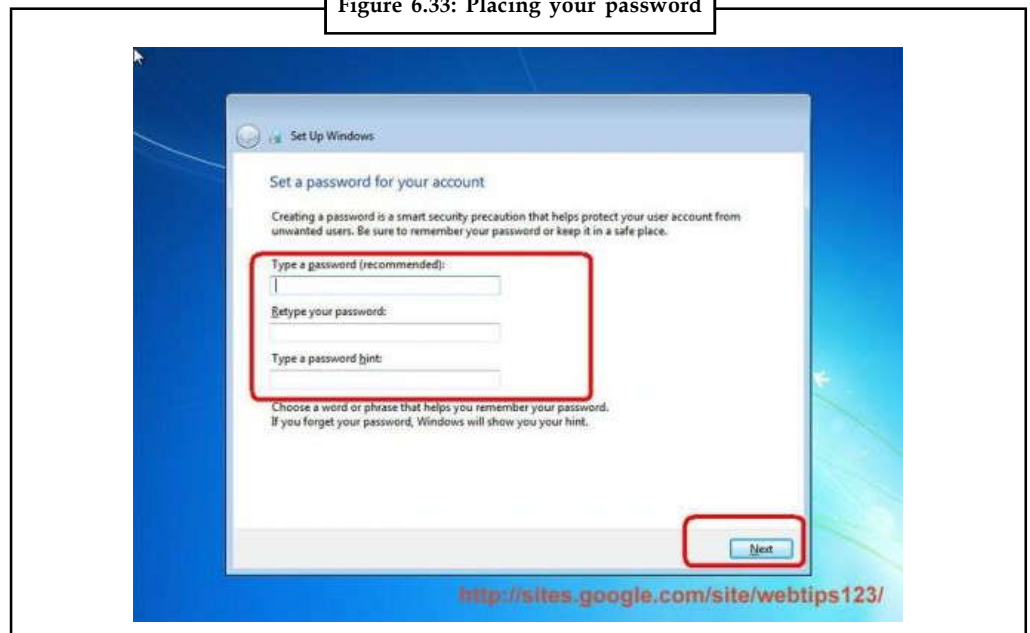 Figure 6.33: Placing your password
Set Up Windows
Set a password for your account
Creating a password is a smart security precaution that helps protect your user account from
unwanted users. Be sure to remember your password or keep it in a safe place.
Type a password (recommended):
Retype your password:
Type a password hint:
Choose a word or phrase that helps you remember your password.
If you forget your password, Windows will show you your hint.
Next
http://sites.google.com/site/webtips123/